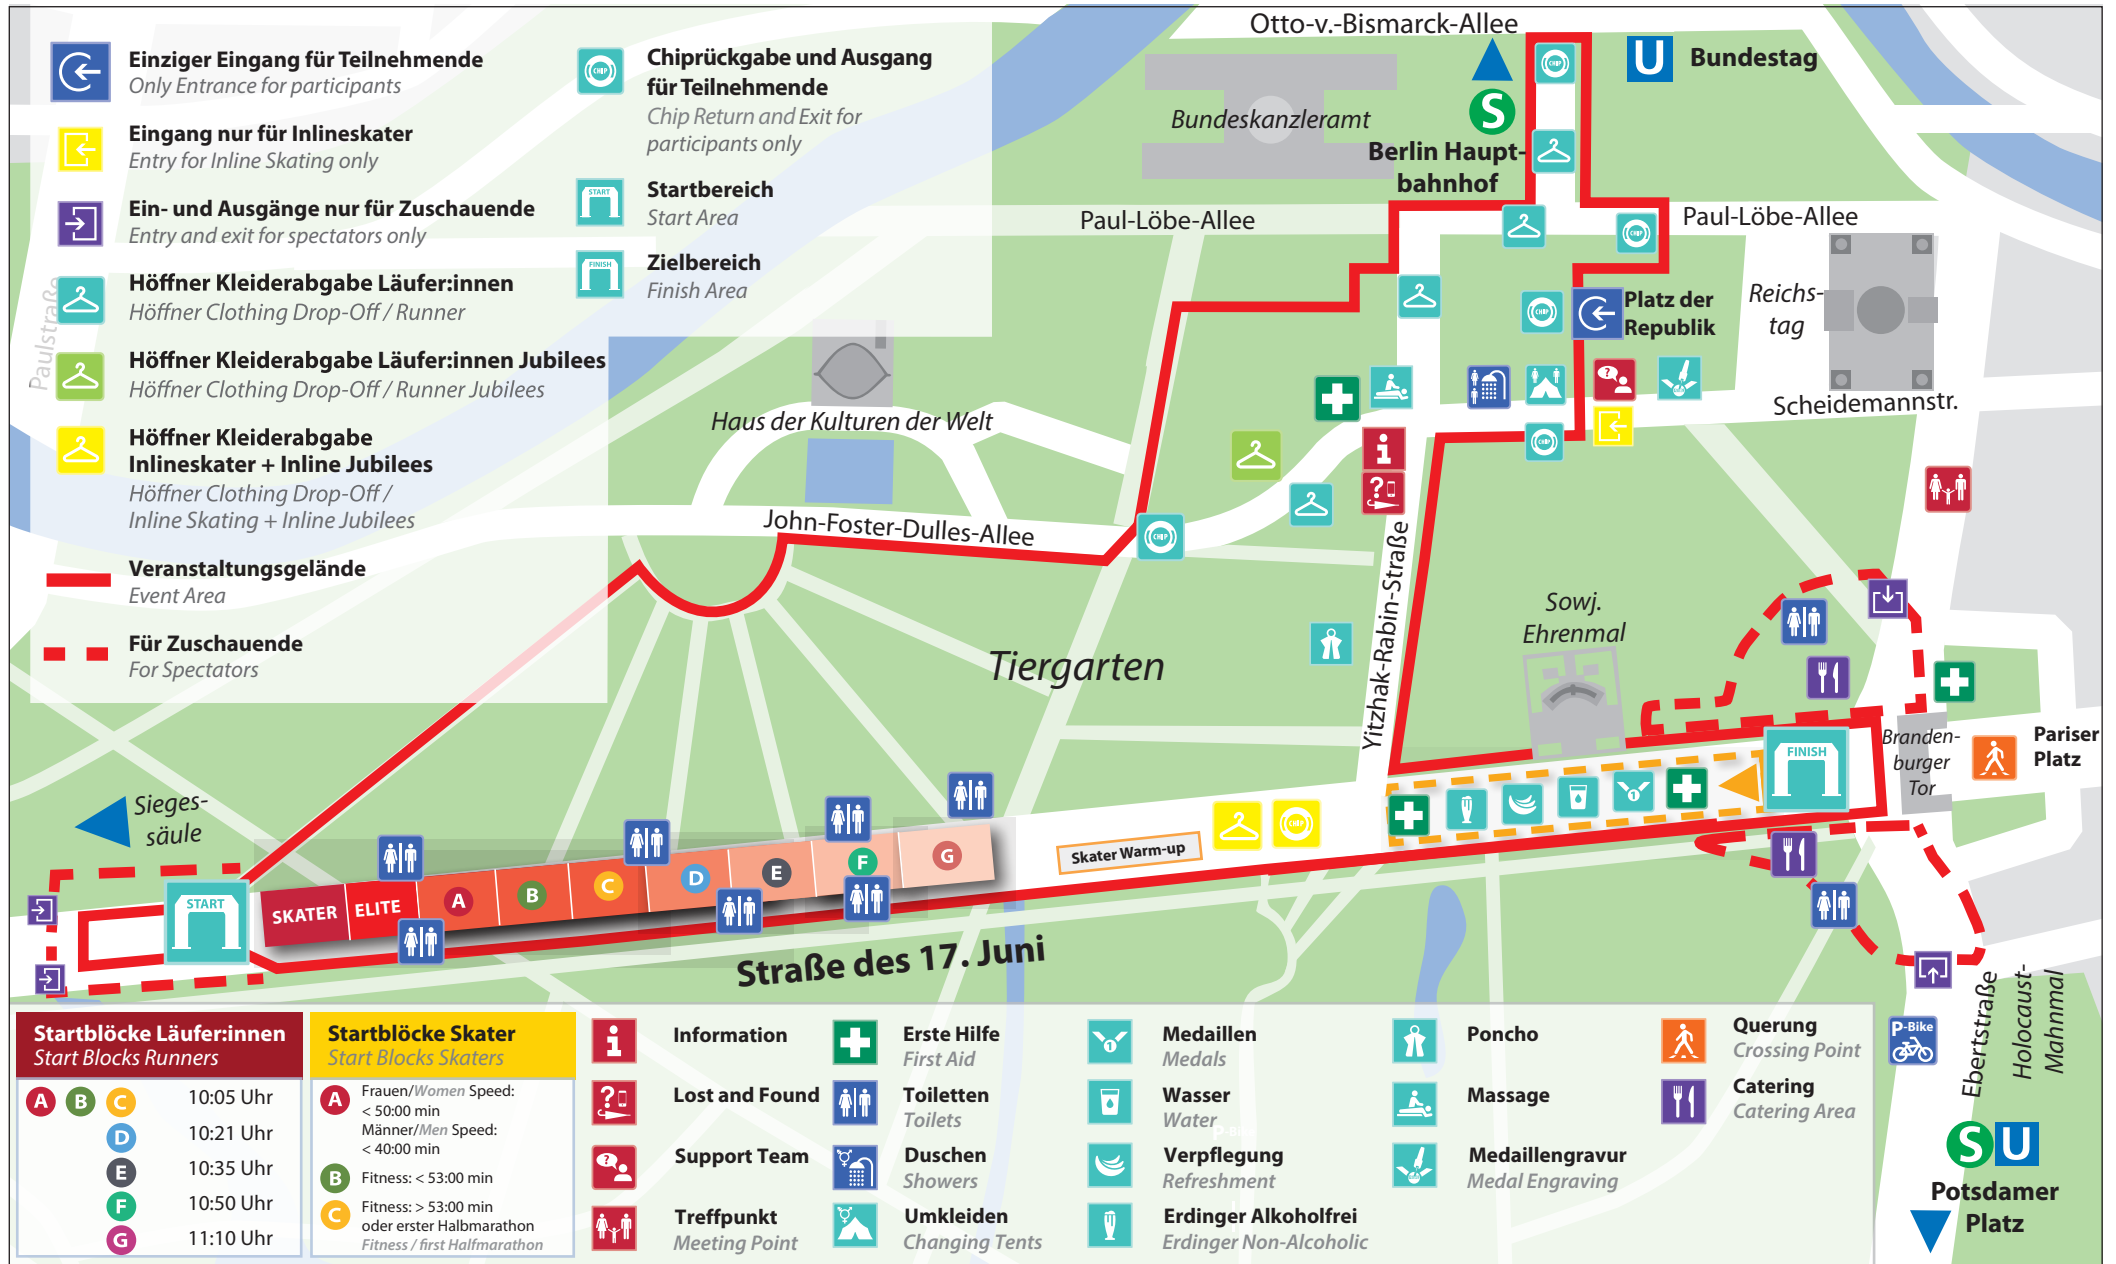 Einziger Eingang für Teilnehmende
Only Entrance for participants
Eingang nur für Inlineskater
Entry for Inline Skating only
Ein- und Ausgänge nur für Zuschauende
Entry and exit for spectators only
Höffner Kleiderabgabe Läufer:innen
Höffner Clothing Drop-Off / Runner
Höffner Kleiderabgabe Läufer:innen Jubilees
Höffner Clothing Drop-Off / Runner Jubilees
Höffner Kleiderabgabe
Inlineskater + Inline Jubilees
Höffner Clothing Drop-Off /
Inline Skating + Inline Jubilees
Veranstaltungsgelände
Event Area
Für Zuschauende
For Spectators
CHIP
Chiprückgabe und Ausgang
für Teilnehmende
Chip Return and Exit for
participants only
START
Startbereich
Start Area
FINISH
Zielbereich
Finish Area
Paulstraße
Otto-v.-Bismarck-Allee
CHIP
U
Bundestag
Bundeskanzleramt
S
Berlin Haupt-
bahnhof
Paul-Löbe-Allee
CHIP
Paul-Löbe-Allee
CHIP
Platz der
Republik
Reichs-
tag
Scheidemannstr.
CHIP
Haus der Kulturen der Welt
John-Foster-Dulles-Allee
CHIP
i
?
Yitzhak-Rabin-Straße
Sowj.
Ehrenmal
Tiergarten
FINISH
Branden-
burger
Tor
Pariser
Platz
Sieges-
säule
START
SKATER
ELITE
A
B
C
D
E
F
G
Skater Warm-up
CHIP
1
Straße des 17. Juni
Ebertstraße
Holocaust-
Mahnmal
P-Bike
S U
Potsdamer
Platz
Startblöcke Läufer:innen
Start Blocks Runners
A B C 10:05 Uhr
D 10:21 Uhr
E 10:35 Uhr
F 10:50 Uhr
G 11:10 Uhr
Startblöcke Skater
Start Blocks Skaters
A Frauen/Women Speed:
< 50:00 min
Männer/Men Speed:
< 40:00 min
B Fitness: < 53:00 min
C Fitness: > 53:00 min
oder erster Halbmarathon
Fitness / first Halfmarathon
i
Information
?
Lost and Found
?
Support Team
Treffpunkt
Meeting Point
Erste Hilfe
First Aid
Toiletten
Toilets
Duschen
Showers
Umkleiden
Changing Tents
1
Medaillen
Medals
Wasser
Water
P-Bike
Verpflegung
Refreshment
Erdinger Alkoholfrei
Erdinger Non-Alcoholic
Poncho
Massage
Medaillengravur
Medal Engraving
Querung
Crossing Point
Catering
Catering Area